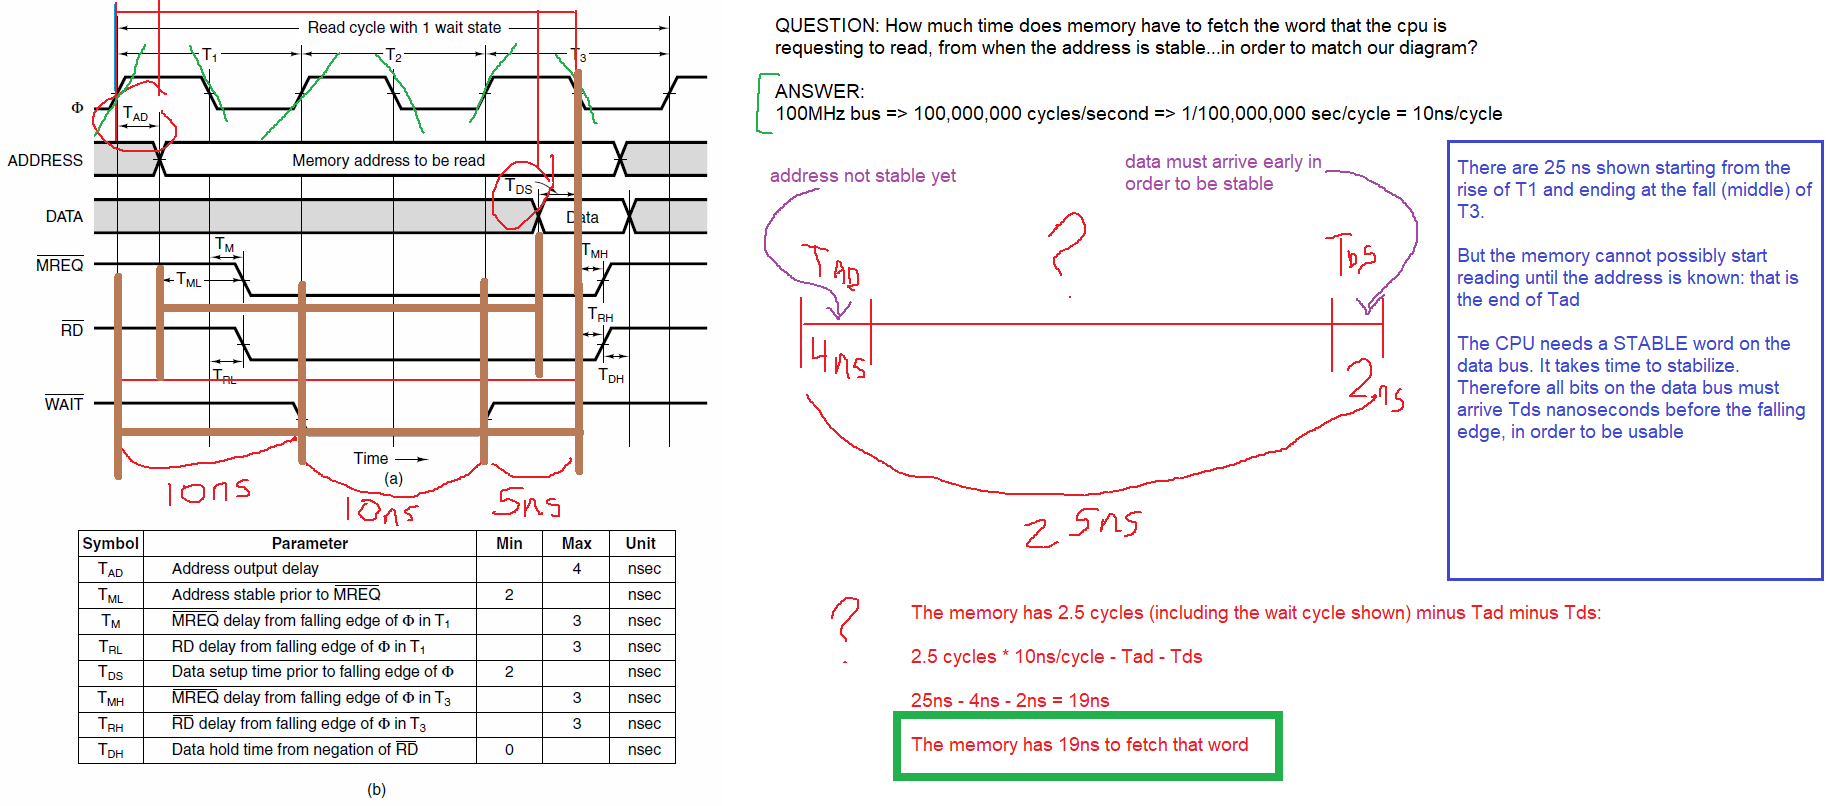 Read cycle with 1 wait state
T1 T2 T3
Φ
TAD
ADDRESS
Memory address to be read
TDS
DATA
Data
TM
TMH
MREQ
TML
TRH
RD
TRL
TDH
WAIT
Time
(a)
10ns
10ns
5ns
Symbol Parameter Min Max Unit
TAD Address output delay 4 nsec
TML Address stable prior to MREQ 2 nsec
TM MREQ delay from falling edge of Φ in T1 3 nsec
TRL RD delay from falling edge of Φ in T1 3 nsec
TDS Data setup time prior to falling edge of Φ 2 nsec
TMH MREQ delay from falling edge of Φ in T3 3 nsec
TRH RD delay from falling edge of Φ in T3 3 nsec
TDH Data hold time from negation of RD 0 nsec
(b)
QUESTION: How much time does memory have to fetch the word that the cpu is
requesting to read, from when the address is stable...in order to match our diagram?
ANSWER:
100MHz bus => 100,000,000 cycles/second => 1/100,000,000 sec/cycle = 10ns/cycle
address not stable yet
data must arrive early in
order to be stable
TAD
?
TDS
4ns
2ns
25ns
?
The memory has 2.5 cycles (including the wait cycle shown) minus Tad minus Tds:
2.5 cycles * 10ns/cycle - Tad - Tds
25ns - 4ns - 2ns = 19ns
The memory has 19ns to fetch that word
There are 25 ns shown starting from the
rise of T1 and ending at the fall (middle) of
T3.
But the memory cannot possibly start
reading until the address is known: that is
the end of Tad
The CPU needs a STABLE word on the
data bus. It takes time to stabilize.
Therefore all bits on the data bus must
arrive Tds nanoseconds before the falling
edge, in order to be usable